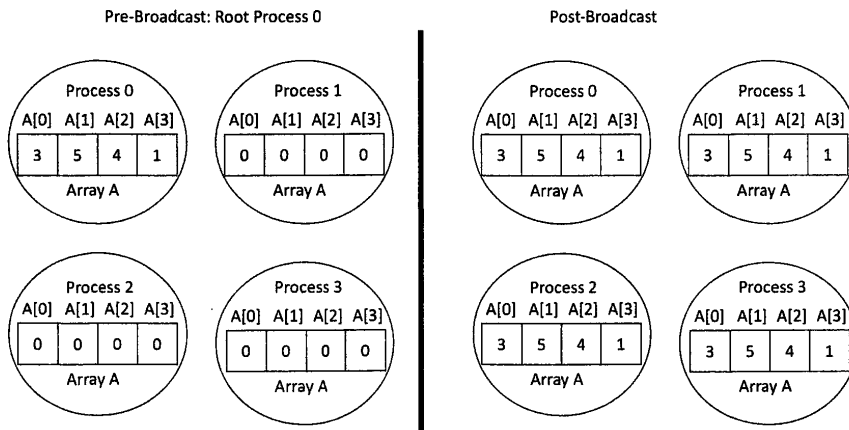 Pre-Broadcast: Root Process 0
Process 0
A[0] A[1] A[2] A[3]
3 5 4 1
Array A
Process 1
A[0] A[1] A[2] A[3]
0 0 0 0
Array A
Process 2
A[0] A[1] A[2] A[3]
0 0 0 0
Array A
Process 3
A[0] A[1] A[2] A[3]
0 0 0 0
Array A
Post-Broadcast
Process 0
A[0] A[1] A[2] A[3]
3 5 4 1
Array A
Process 1
A[0] A[1] A[2] A[3]
3 5 4 1
Array A
Process 2
A[0] A[1] A[2] A[3]
3 5 4 1
Array A
Process 3
A[0] A[1] A[2] A[3]
3 5 4 1
Array A